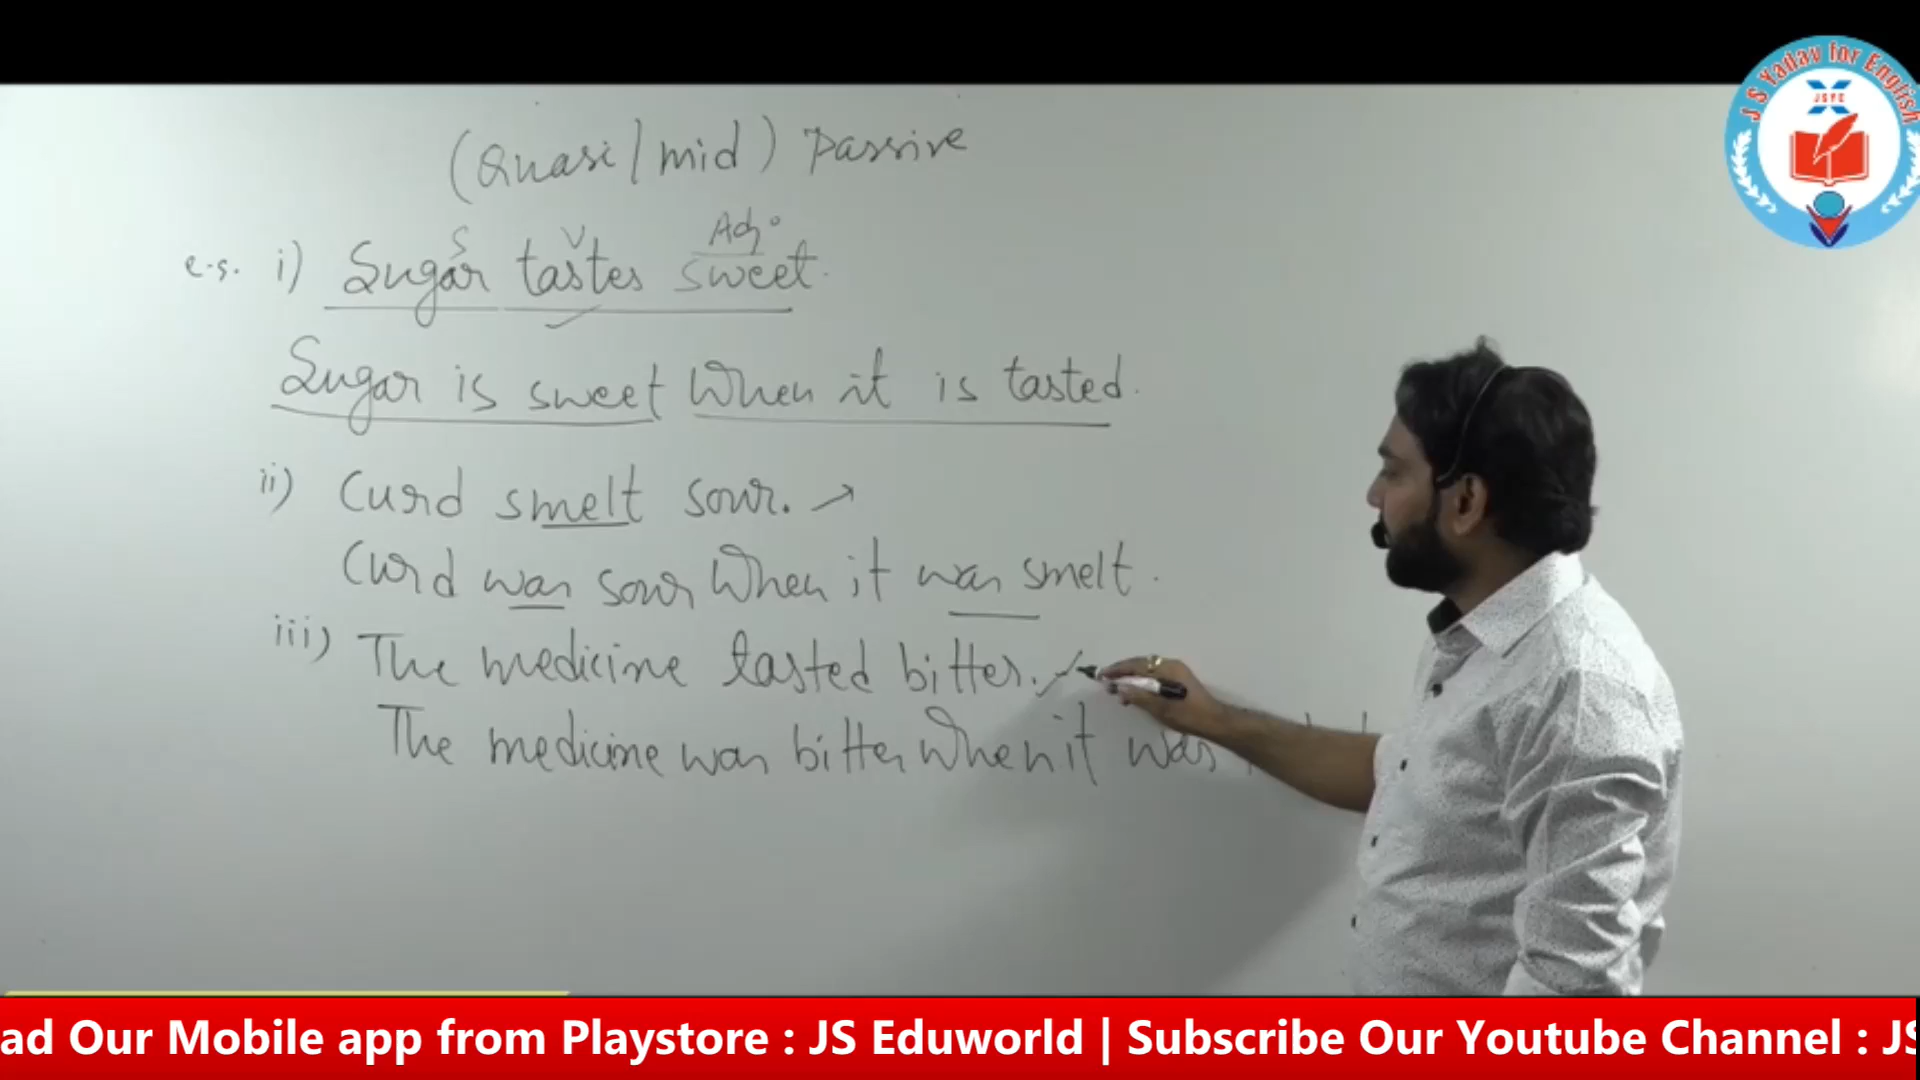 J S Yadav for English
JSYC
(Quasi/mid) Passive
S V Adj.
e.g. i) Sugar tastes sweet.
Sugar is sweet when it is tasted.
ii) Curd smelt sour. →
Curd was sour when it was smelt.
iii) The medicine tasted bitter.
The medicine was bitter when it was
ad Our Mobile app from Playstore : JS Eduworld | Subscribe Our Youtube Channel : JS